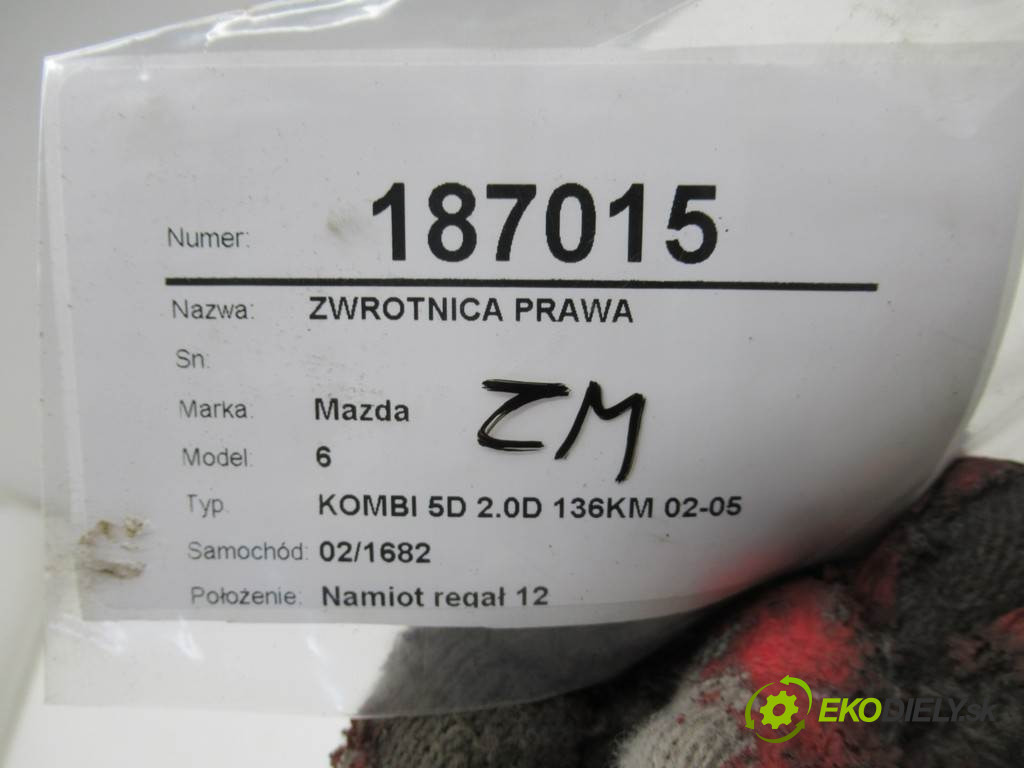 Numer: 187015
Nazwa: ZWROTNICA PRAWA
Sn:
Marka: Mazda
ZM
Model: 6
Typ: KOMBI 5D 2.0D 136KM 02-05
Samochód: 02/1682
Położenie: Namiot regał 12
EKODIELY.sk